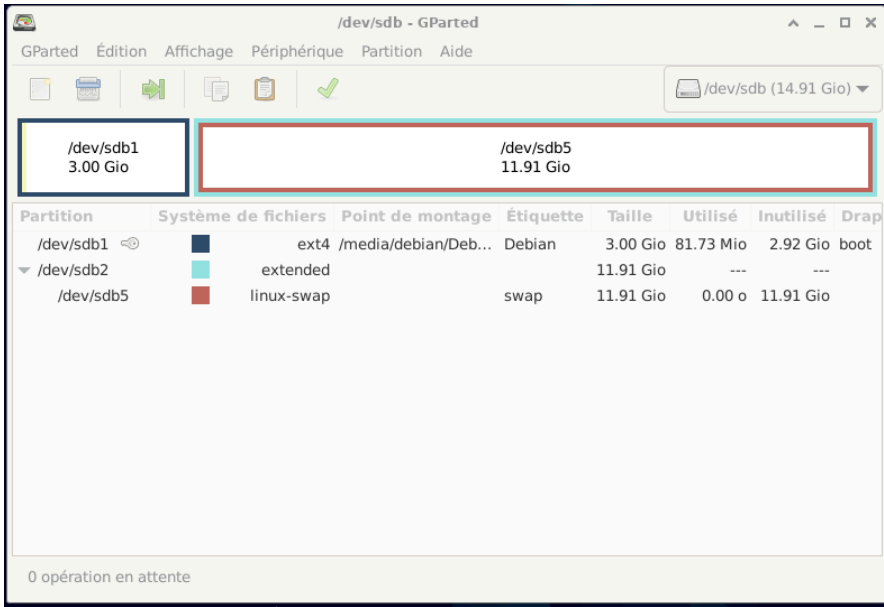 /dev/sdb - GParted
GParted Édition Affichage Périphérique Partition Aide
/dev/sdb (14.91 Gio)
/dev/sdb1
3.00 Gio
/dev/sdb5
11.91 Gio
Partition Système de fichiers Point de montage Étiquette Taille Utilisé Inutilisé Drap
/dev/sdb1 ext4 /media/debian/Deb... Debian 3.00 Gio 81.73 Mio 2.92 Gio boot
/dev/sdb2 extended 11.91 Gio --- ---
/dev/sdb5 linux-swap swap 11.91 Gio 0.00 o 11.91 Gio
0 opération en attente